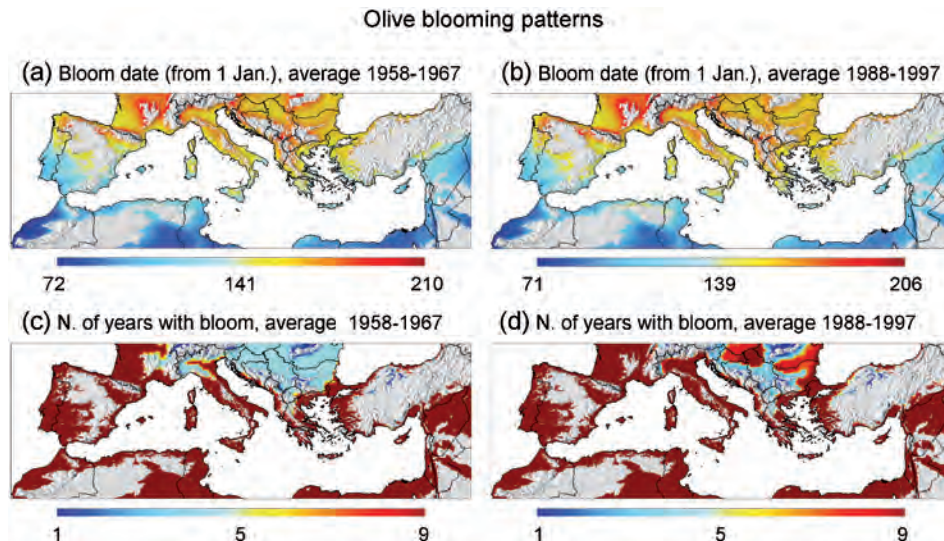 Olive blooming patterns
(a) Bloom date (from 1 Jan.), average 1958-1967
(b) Bloom date (from 1 Jan.), average 1988-1997
72 141 210
71 139 206
(c) N. of years with bloom, average 1958-1967
(d) N. of years with bloom, average 1988-1997
1 5 9
1 5 9